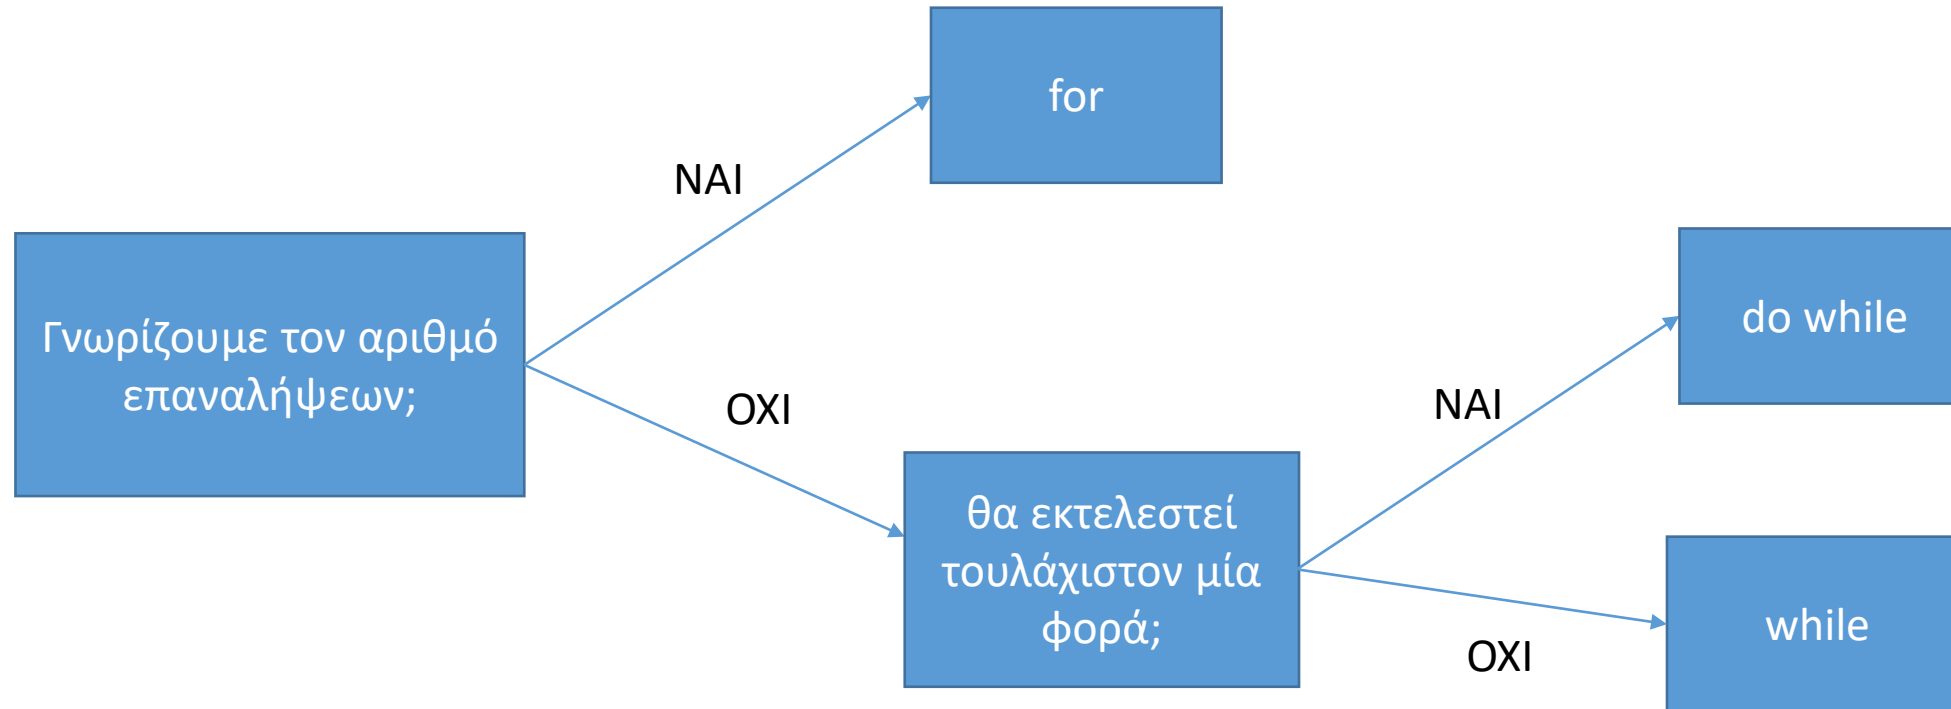 for
ΝΑΙ
Γνωρίζουμε τον αριθμό
επαναλήψεων;
do while
ΝΑΙ
ΟΧΙ
θα εκτελεστεί
τουλάχιστον μία
φορά;
while
ΟΧΙ